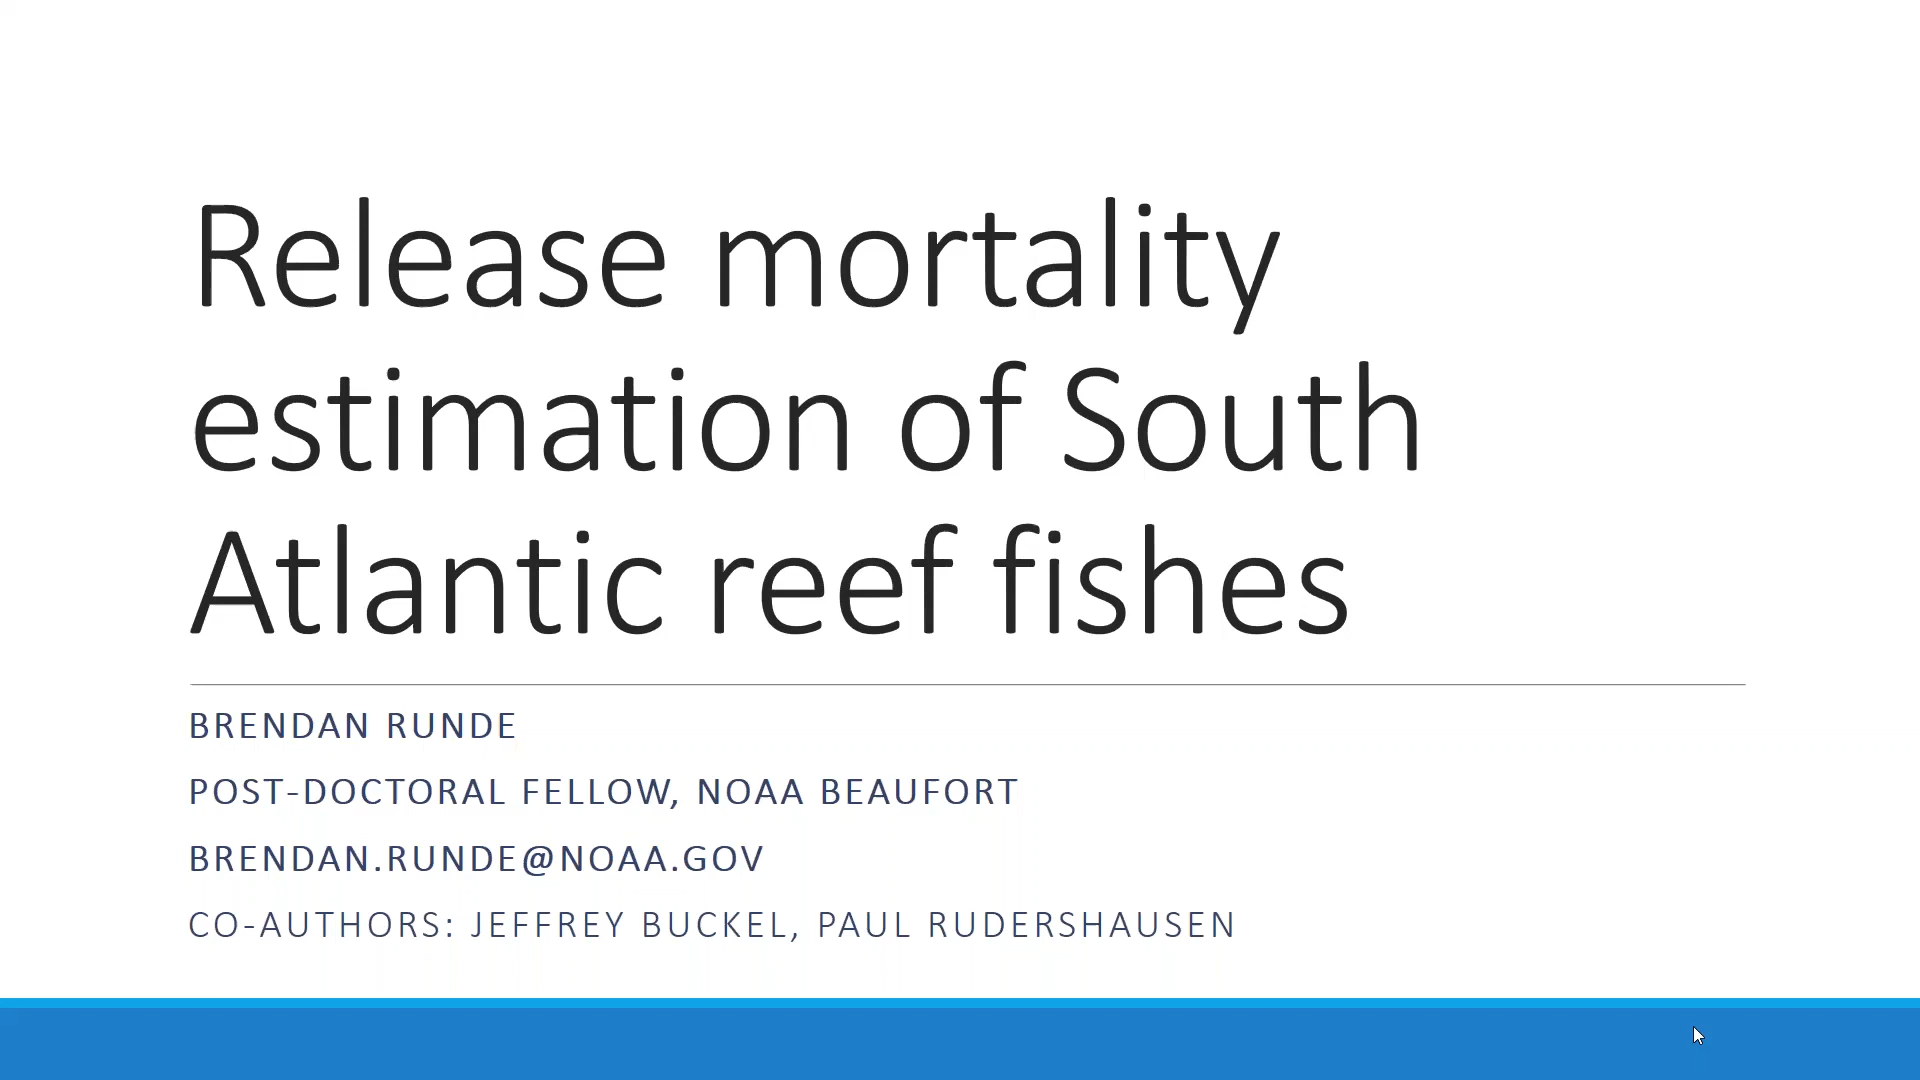 Release mortality
estimation of South
Atlantic reef fishes
BRENDAN RUNDE
POST-DOCTORAL FELLOW, NOAA BEAUFORT
BRENDAN.RUNDE@NOAA.GOV
CO-AUTHORS: JEFFREY BUCKEL, PAUL RUDERSHAUSEN